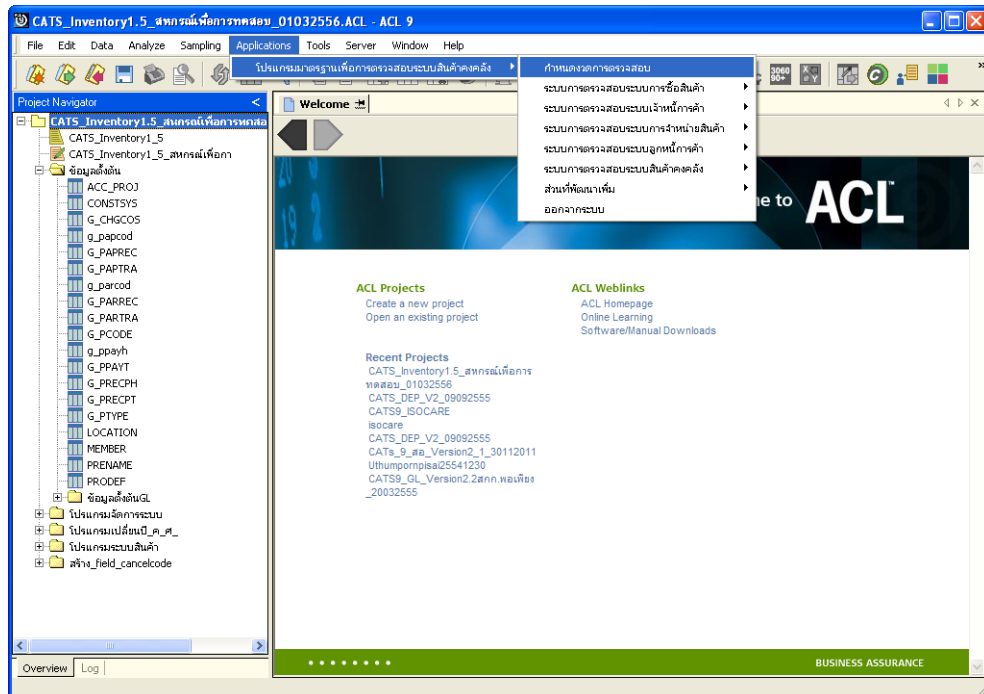 CATS_Inventory1.5_สหกรณ์เพื่อการทดสอบ_01032556.ACL - ACL 9
File Edit Data Analyze Sampling Applications Tools Server Window Help
โปรแกรมมาตรฐานเพื่อการตรวจสอบระบบสินค้าคงคลัง
กำหนดงวดการตรวจสอบ
ระบบการตรวจสอบระบบการซื้อสินค้า
ระบบการตรวจสอบระบบเจ้าหนี้การค้า
ระบบการตรวจสอบระบบการจำหน่ายสินค้า
ระบบการตรวจสอบระบบลูกหนี้การค้า
ระบบการตรวจสอบระบบสินค้าคงคลัง
ส่วนที่พัฒนาเพิ่ม
ออกจากระบบ
Project Navigator
CATS_Inventory1.5_สหกรณ์เพื่อการทดสอ
CATS_Inventory1_5
CATS_Inventory1_5_สหกรณ์เพื่อกา
ข้อมูลตั้งต้น
ACC_PROJ
CONSTSYS
G_CHGCOS
g_papcod
G_PAPREC
G_PAPTRA
g_parcod
G_PARREC
G_PARTRA
G_PCODE
g_ppayh
G_PPAYT
G_PRECPH
G_PRECPT
G_PTYPE
LOCATION
MEMBER
PRENAME
PRODEF
ข้อมูลตั้งต้นGL
โปรแกรมจัดการระบบ
โปรแกรมเปลี่ยนปี_ค_ศ_
โปรแกรมระบบสินค้า
สร้าง_field_cancelcode
Overview Log
Welcome
ne to ACL™
ACL Projects
Create a new project
Open an existing project
Recent Projects
CATS_Inventory1.5_สหกรณ์เพื่อการ
ทดสอบ_01032556
CATS_DEP_V2_09092555
CATS9_ISOCARE
isocare
CATS_DEP_V2_09092555
CATs_9_สอ_Version2_1_30112011
Uthumpornpisai25541230
CATS9_GL_Version2.2สกก.พอเพียง
_20032555
ACL Weblinks
ACL Homepage
Online Learning
Software/Manual Downloads
BUSINESS ASSURANCE